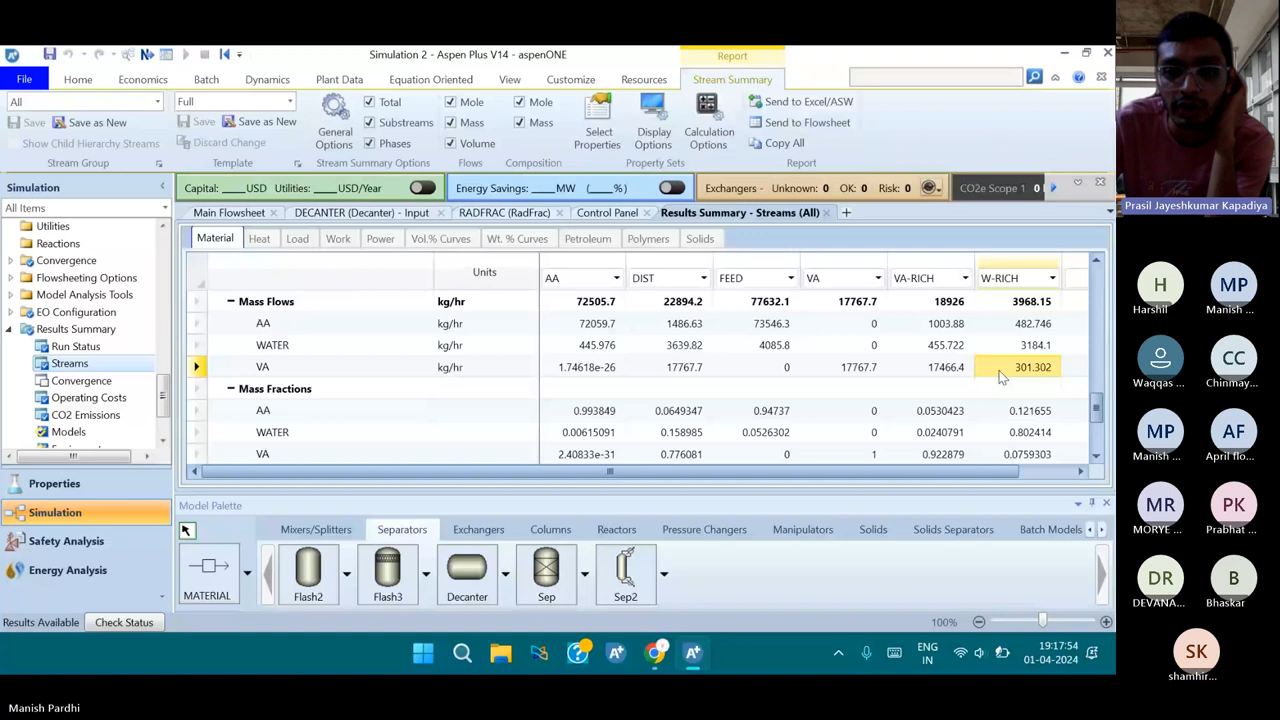 Simulation 2 - Aspen Plus V14 - aspenONE
Report
File
Home
Economics
Batch
Dynamics
Plant Data
Equation Oriented
View
Customize
Resources
Stream Summary
All
Full
Save
Save as New
Show Child Hierarchy Streams
Stream Group
Save
Save as New
Discard Change
Template
General Options
Total
Substreams
Phases
Stream Summary Options
Mole
Mass
Volume
Flows
Mole
Mass
Composition
Select Properties
Display Options
Calculation Options
Property Sets
Send to Excel/ASW
Send to Flowsheet
Copy All
Report
Prasil Jayeshkumar Kapadiya
Simulation
Capital: ____USD Utilities: ____USD/Year
Energy Savings: ____MW (____%)
Exchangers - Unknown: 0 OK: 0 Risk: 0
CO2e Scope 1 0
All Items
Main Flowsheet
DECANTER (Decanter) - Input
RADFRAC (RadFrac)
Control Panel
Results Summary - Streams (All)
Utilities
Reactions
Convergence
Flowsheeting Options
Model Analysis Tools
EO Configuration
Results Summary
Run Status
Streams
Convergence
Operating Costs
CO2 Emissions
Models
Material
Heat
Load
Work
Power
Vol.% Curves
Wt. % Curves
Petroleum
Polymers
Solids
Units AA DIST FEED VA VA-RICH W-RICH
Mass Flows kg/hr 72505.7 22894.2 77632.1 17767.7 18926 3968.15
AA kg/hr 72059.7 1486.63 73546.3 0 1003.88 482.746
WATER kg/hr 445.976 3639.82 4085.8 0 455.722 3184.1
VA kg/hr 1.74618e-26 17767.7 0 17767.7 17466.4 301.302
Mass Fractions
AA 0.993849 0.0649347 0.94737 0 0.0530423 0.121655
WATER 0.00615091 0.158985 0.0526302 0 0.0240791 0.802414
VA 2.40833e-31 0.776081 0 1 0.922879 0.0759303
Properties
Simulation
Safety Analysis
Energy Analysis
Model Palette
Mixers/Splitters
Separators
Exchangers
Columns
Reactors
Pressure Changers
Manipulators
Solids
Solids Separators
Batch Models
MATERIAL
Flash2
Flash3
Decanter
Sep
Sep2
Results Available
Check Status
100%
ENG
IN
19:17:54
01-04-2024
H
Harshil
MP
Manish ...
Waqqas ...
CC
Chinmay...
MP
Manish ...
AF
April flo...
MR
MORYE ...
PK
Prabhat ...
DR
DEVANA...
B
Bhaskar
SK
shamhir...
Manish Pardhi